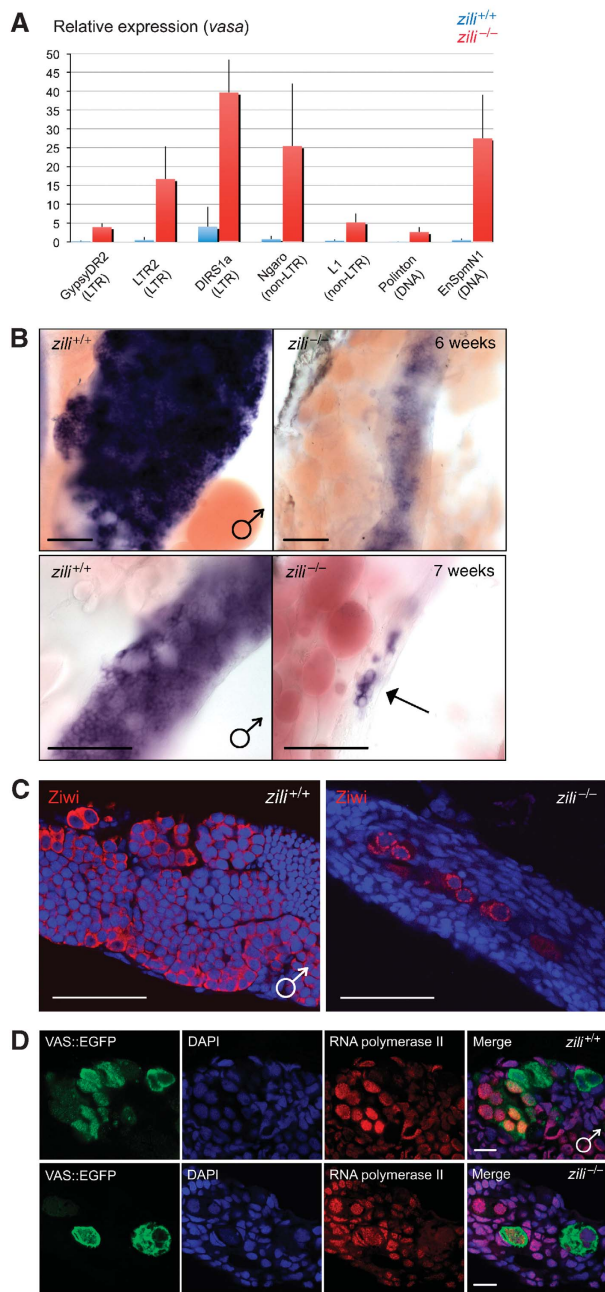 A
Relative expression (vasa)
zili+/+
zili−/−
50
45
40
35
30
25
20
15
10
5
0
GypsyDR2
(LTR)
LTR2
(LTR)
DIRS1a
(LTR)
Ngaro
(non-LTR)
L1
(non-LTR)
Polinton
(DNA)
EnSpmN1
(DNA)
B
zili+/+
zili−/−
6 weeks
zili+/+
zili−/−
7 weeks
C
Ziwi
zili+/+
Ziwi
zili−/−
D
VAS::EGFP
DAPI
RNA polymerase II
Merge
zili+/+
VAS::EGFP
DAPI
RNA polymerase II
Merge
zili−/−